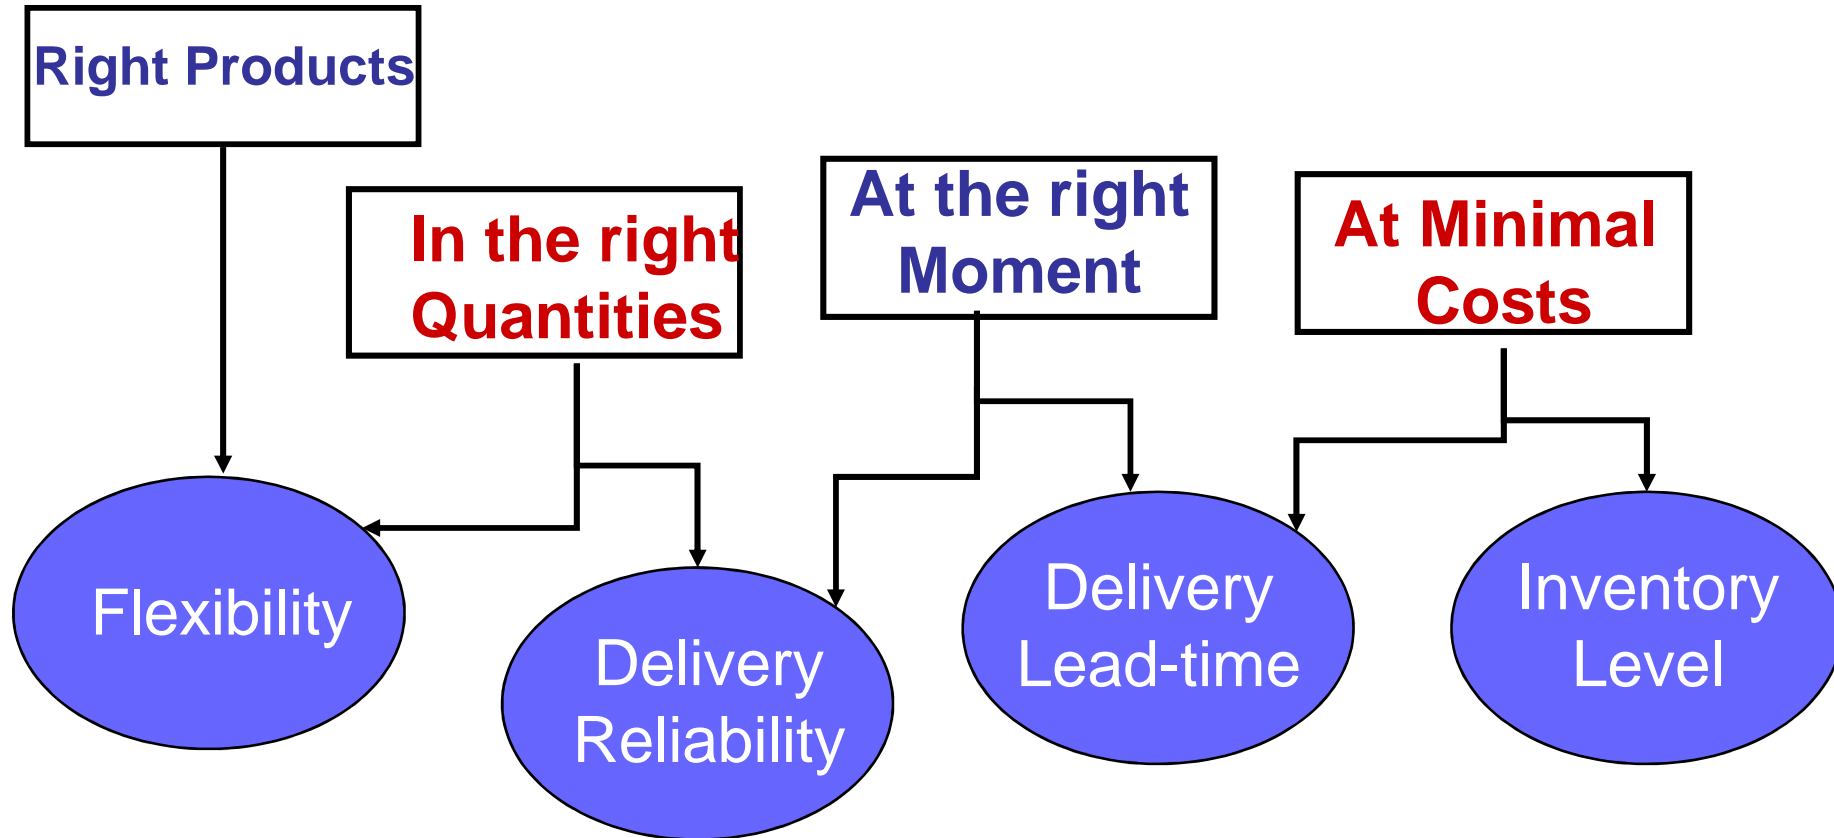 Right Products
In the right
Quantities
At the right
Moment
At Minimal
Costs
Flexibility
Delivery
Reliability
Delivery
Lead-time
Inventory
Level